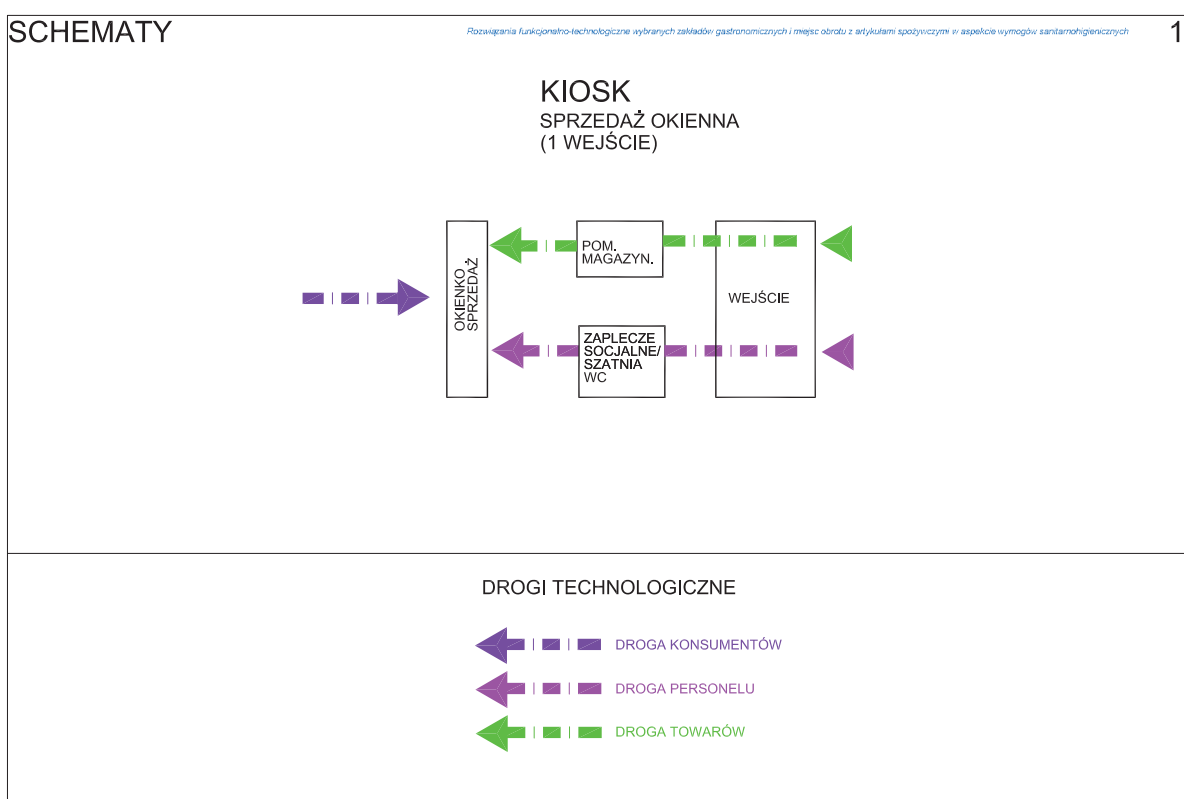 SCHEMATY
Rozwiązania funkcjonalno-technologiczne wybranych zakładów gastronomicznych i miejsc obrotu z artykułami spożywczymi w aspekcie wymogów sanitarnohigienicznych
1
KIOSK
SPRZEDAŻ OKIENNA
(1 WEJŚCIE)
OKIENKO
SPRZEDAŻ
POM.
MAGAZYN.
WEJŚCIE
ZAPLECZE
SOCJALNE/
SZATNIA
WC
DROGI TECHNOLOGICZNE
DROGA KONSUMENTÓW
DROGA PERSONELU
DROGA TOWARÓW